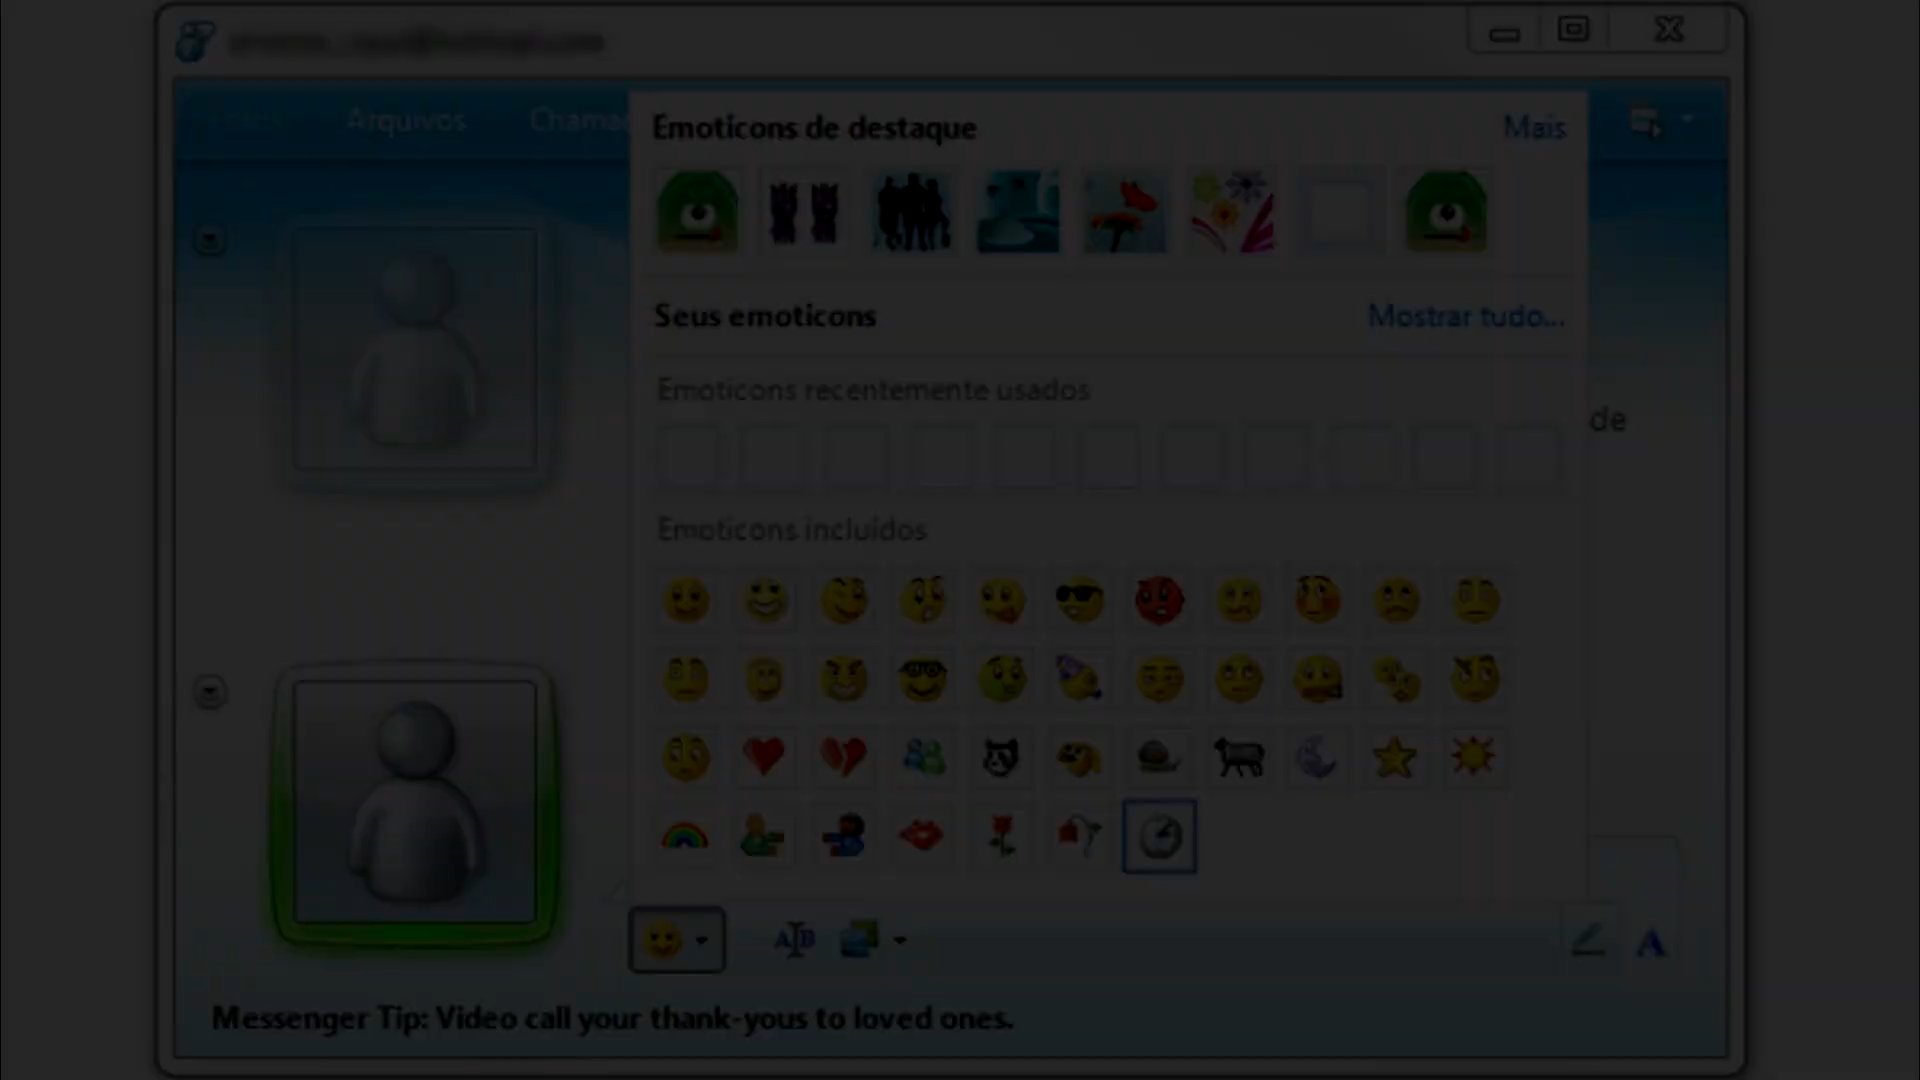 Arquivos
Chamad
Emoticons de destaque
Mais
Seus emoticons
Mostrar tudo...
Emoticons recentemente usados
de
Emoticons incluídos
Messenger Tip: Video call your thank-yous to loved ones.